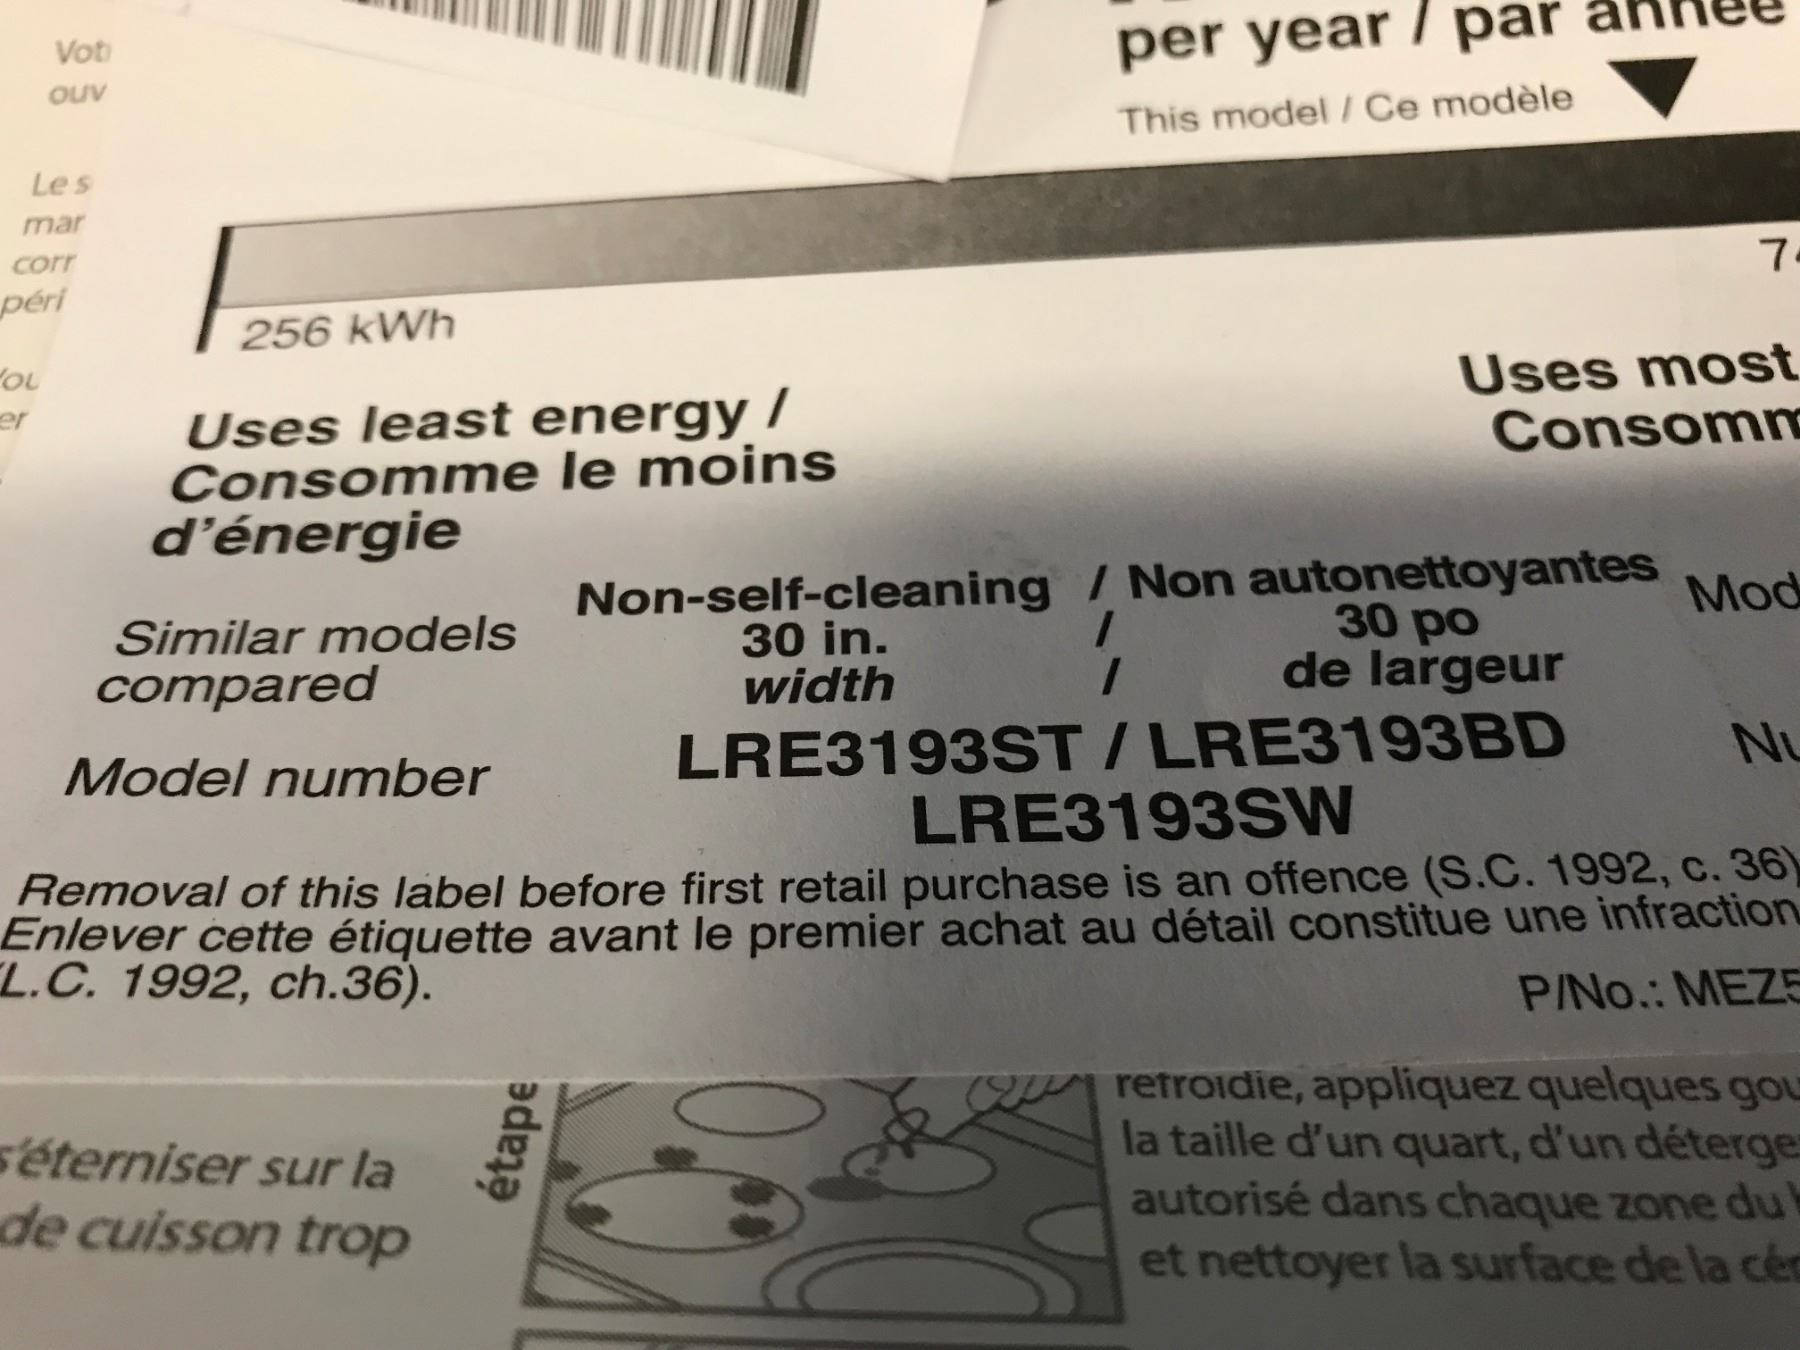 per year / par année
This model / Ce modèle
256 kWh
Uses least energy /
Consomme le moins
d'énergie
Uses most
Similar models
compared
Non-self-cleaning / Non autonettoyantes
30 in. / 30 po
width / de largeur
Model number
LRE3193ST / LRE3193BD
LRE3193SW
Removal of this label before first retail purchase is an offence (S.C. 1992, c. 36)
Enlever cette étiquette avant le premier achat au détail constitue une infraction
L.C. 1992, ch.36).
P/No.:
étape
s'éterniser sur la
de cuisson trop
refroidie, appliquez quelques
la taille d'un quart, d'un
autorisé dans chaque zone du
et nettoyer la surface de la